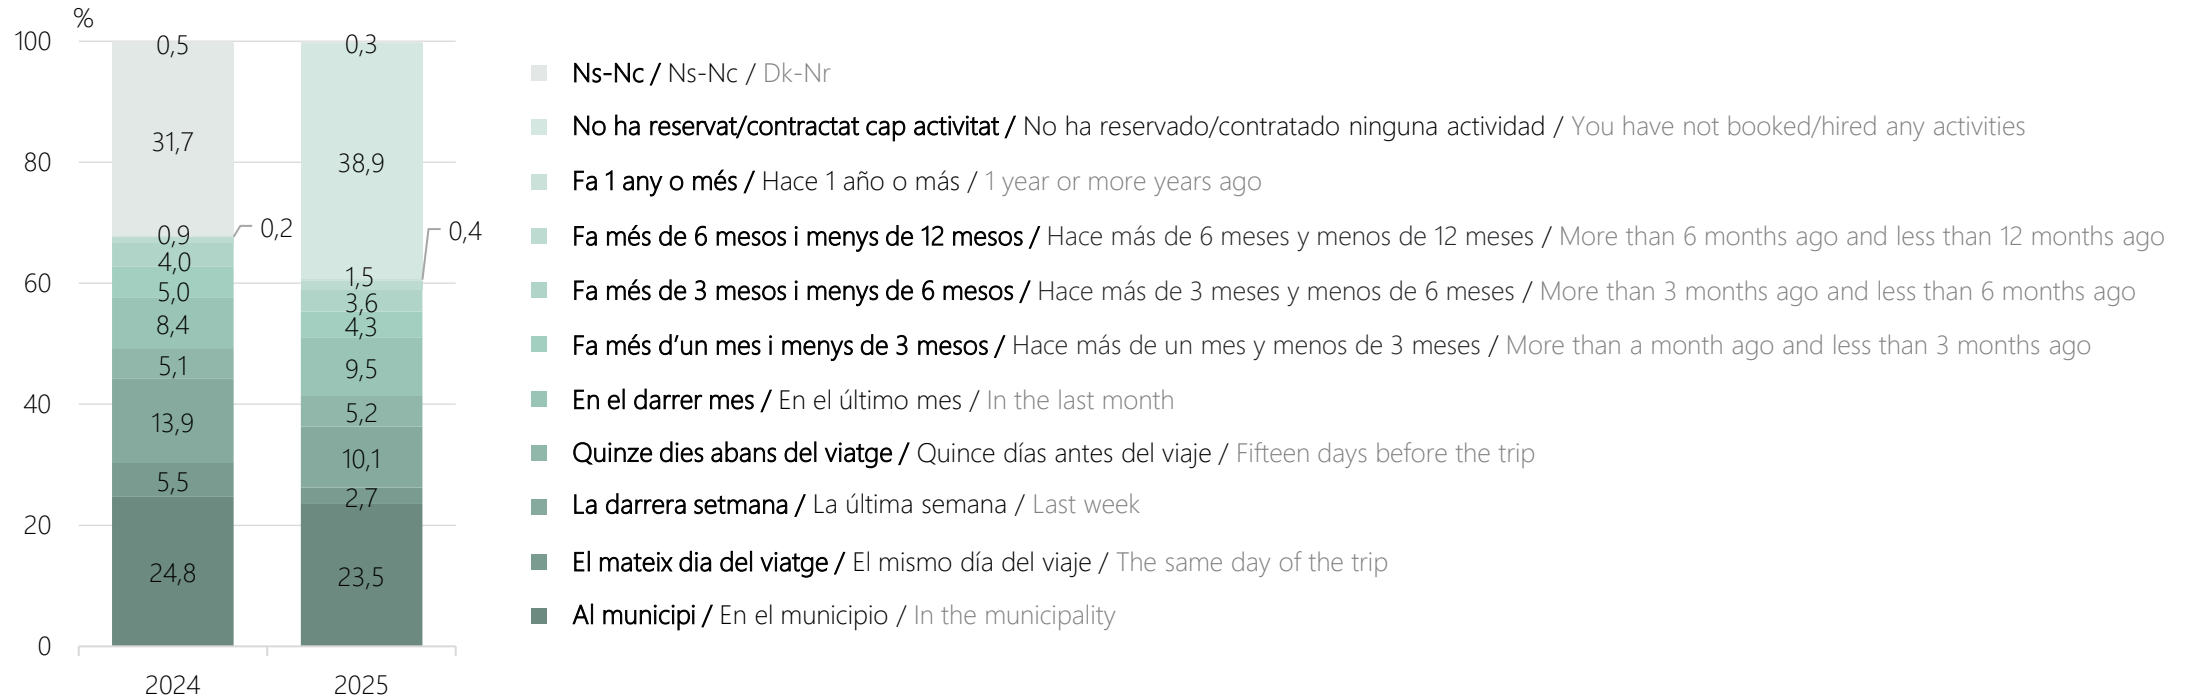 %
100
80
60
40
20
0
0,5
31,7
0,2
0,9
4,0
5,0
8,4
5,1
13,9
5,5
24,8
2024
0,3
38,9
0,4
1,5
3,6
4,3
9,5
5,2
10,1
2,7
23,5
2025
Ns-Nc / Ns-Nc / Dk-Nr
No ha reservat/contractat cap activitat / No ha reservado/contratado ninguna actividad / You have not booked/hired any activities
Fa 1 any o més / Hace 1 año o más / 1 year or more years ago
Fa més de 6 mesos i menys de 12 mesos / Hace más de 6 meses y menos de 12 meses / More than 6 months ago and less than 12 months ago
Fa més de 3 mesos i menys de 6 mesos / Hace más de 3 meses y menos de 6 meses / More than 3 months ago and less than 6 months ago
Fa més d’un mes i menys de 3 mesos / Hace más de un mes y menos de 3 meses / More than a month ago and less than 3 months ago
En el darrer mes / En el último mes / In the last month
Quinze dies abans del viatge / Quince días antes del viaje / Fifteen days before the trip
La darrera setmana / La última semana / Last week
El mateix dia del viatge / El mismo día del viaje / The same day of the trip
Al municipi / En el municipio / In the municipality